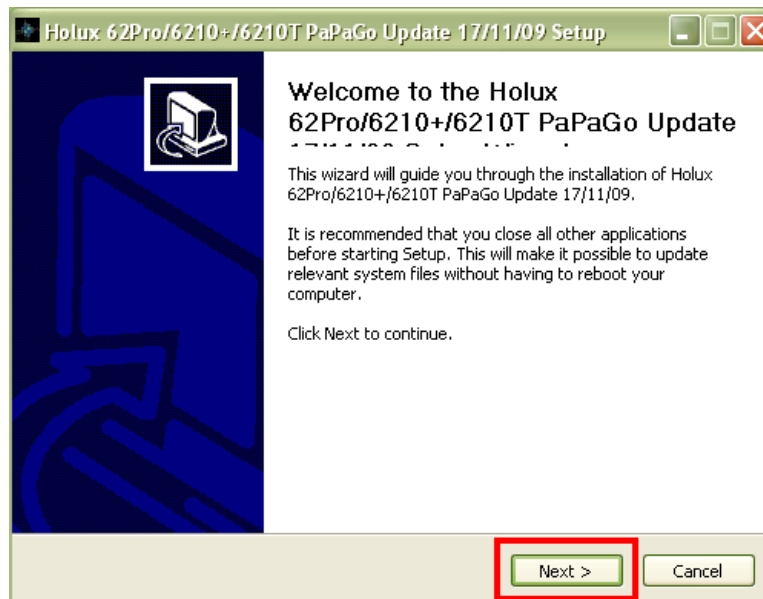 Holux 62Pro/6210+/6210T PaPaGo Update 17/11/09 Setup
Welcome to the Holux
62Pro/6210+/6210T PaPaGo Update
This wizard will guide you through the installation of Holux
62Pro/6210+/6210T PaPaGo Update 17/11/09.
It is recommended that you close all other applications
before starting Setup. This will make it possible to update
relevant system files without having to reboot your
computer.
Click Next to continue.
Next >
Cancel